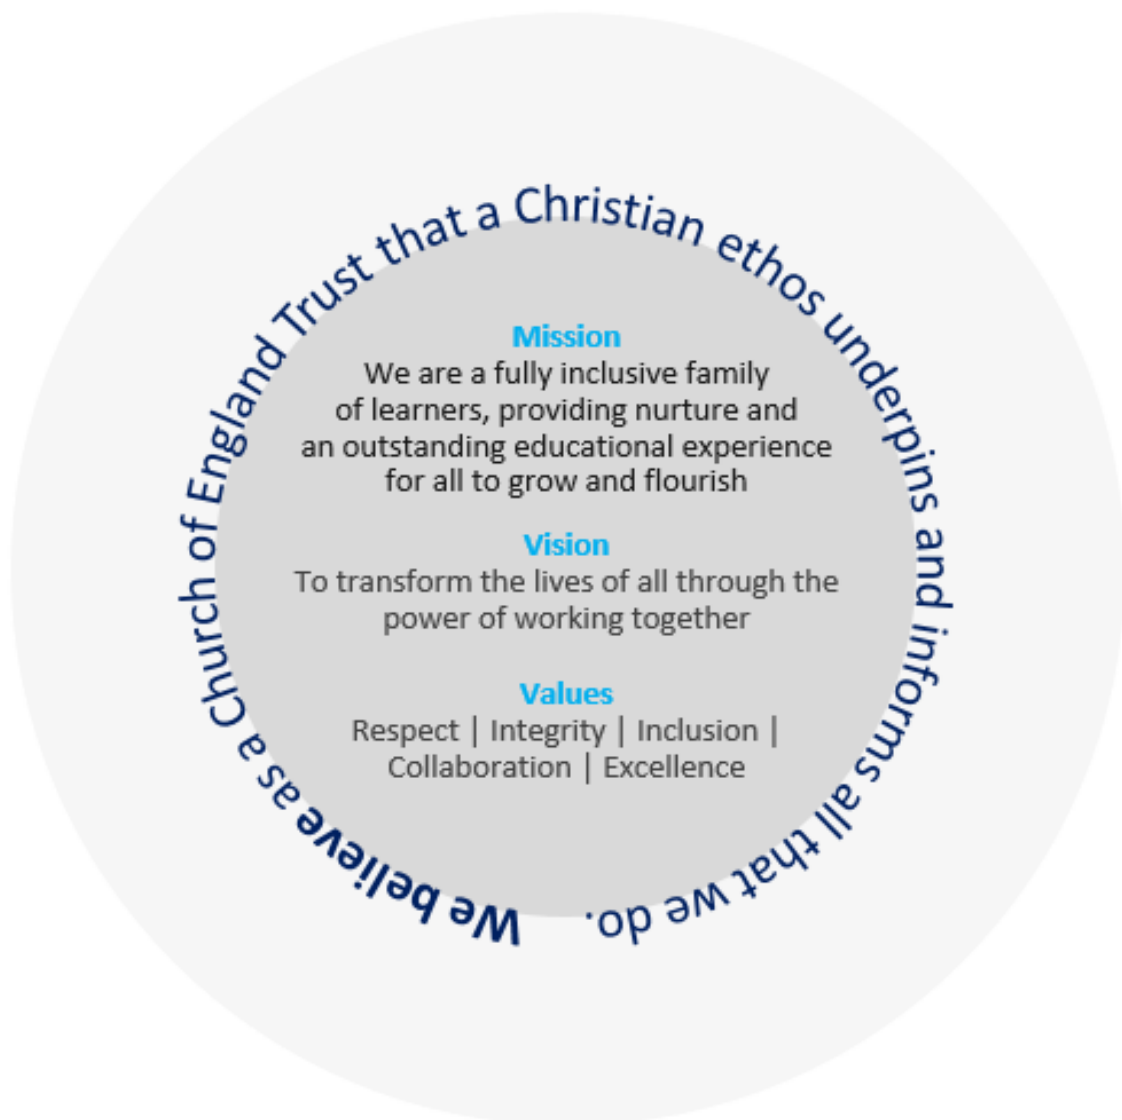 We believe as a Church of England Trust that a Christian ethos underpins and informs all that we do.
Mission
We are a fully inclusive family
of learners, providing nurture and
an outstanding educational experience
for all to grow and flourish
Vision
To transform the lives of all through the
power of working together
Values
Respect | Integrity | Inclusion |
Collaboration | Excellence